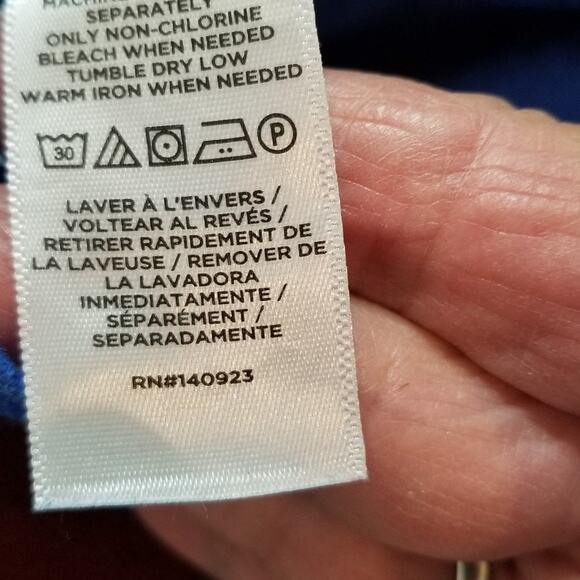 SEPARATELY
ONLY NON-CHLORINE
BLEACH WHEN NEEDED
TUMBLE DRY LOW
WARM IRON WHEN NEEDED
30 P
LAVER À L'ENVERS /
VOLTEAR AL REVÉS /
RETIRER RAPIDEMENT DE
LA LAVEUSE / REMOVER DE
LA LAVADORA
INMEDIATAMENTE /
SÉPARÉMENT /
SEPARADAMENTE
RN#140923